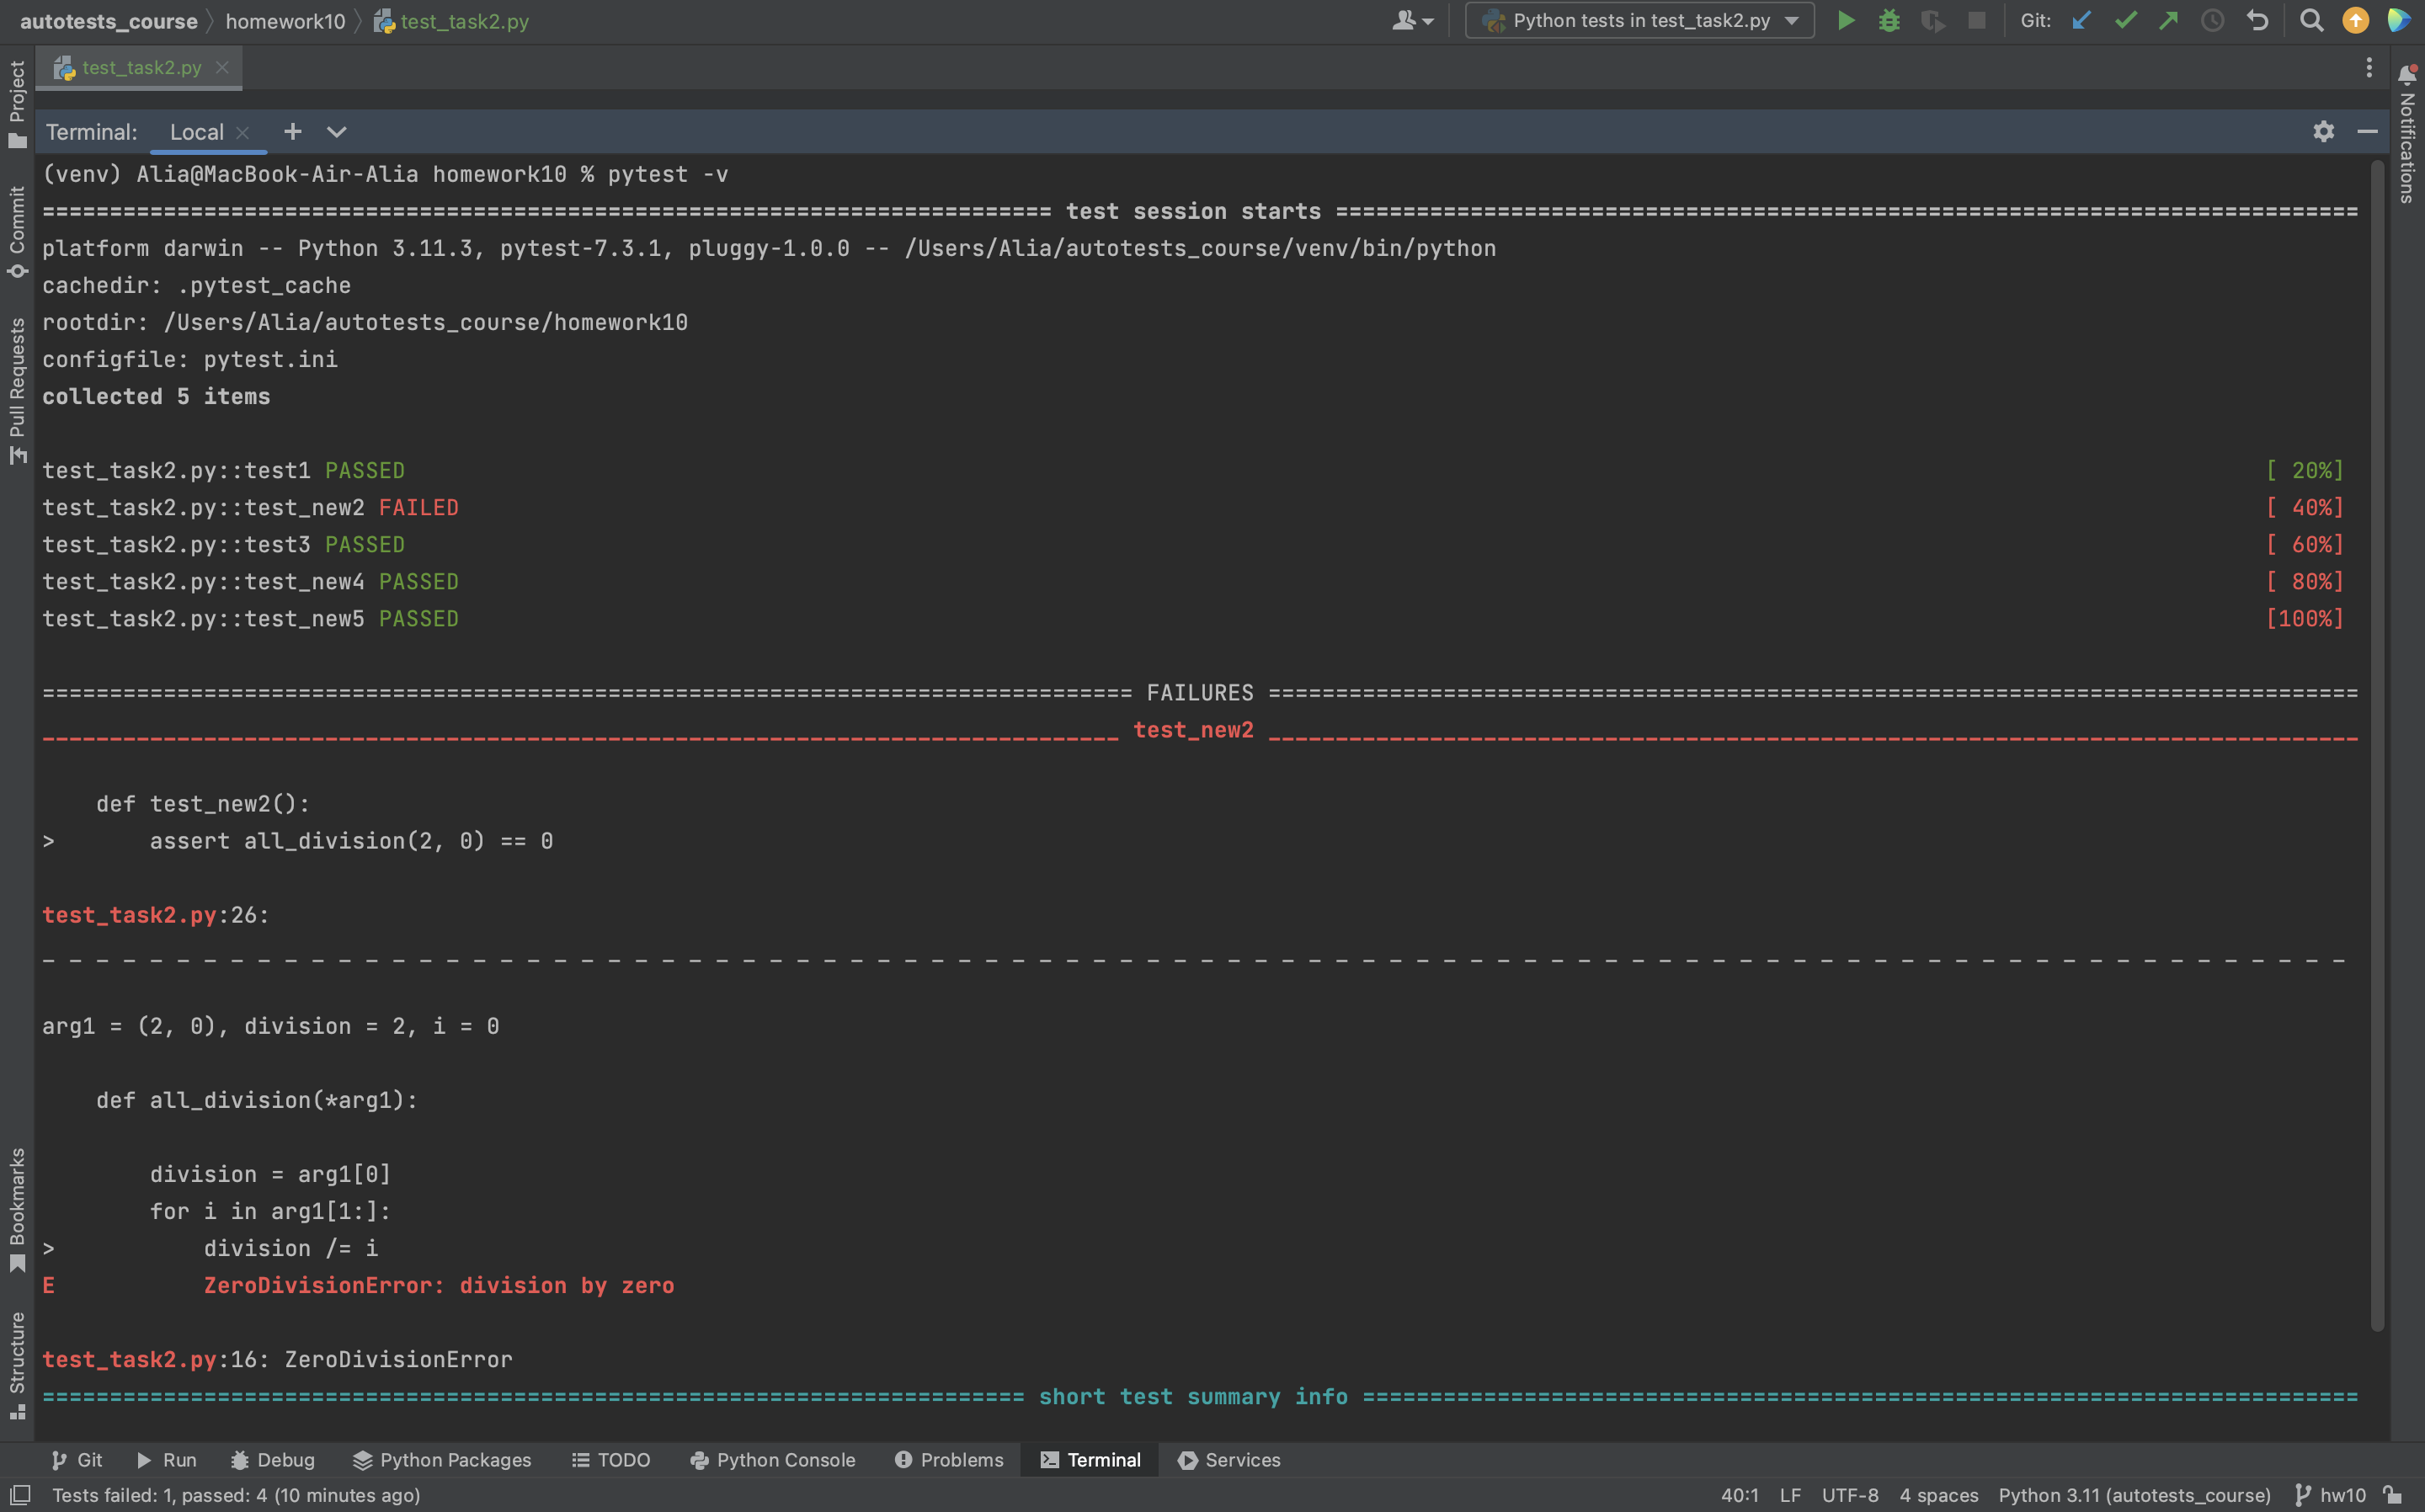 autotests_course homework10 test_task2.py Python tests in test_task2.py Git:
test_task2.py
Project
Commit
Pull Requests
Bookmarks
Structure
Notifications
Terminal: Local
(venv) Alia@MacBook-Air-Alia homework10 % pytest -v
=========================================================================== test session starts ============================================================================
platform darwin -- Python 3.11.3, pytest-7.3.1, pluggy-1.0.0 -- /Users/Alia/autotests_course/venv/bin/python
cachedir: .pytest_cache
rootdir: /Users/Alia/autotests_course/homework10
configfile: pytest.ini
collected 5 items
test_task2.py::test1 PASSED [ 20%]
test_task2.py::test_new2 FAILED [ 40%]
test_task2.py::test3 PASSED [ 60%]
test_task2.py::test_new4 PASSED [ 80%]
test_task2.py::test_new5 PASSED [100%]
================================================================================= FAILURES =================================================================================
________________________________________________________________________________ test_new2 _________________________________________________________________________________
def test_new2():
> assert all_division(2, 0) == 0
test_task2.py:26:
_ _ _ _ _ _ _ _ _ _ _ _ _ _ _ _ _ _ _ _ _ _ _ _ _ _ _ _ _ _ _ _ _ _ _ _ _ _ _ _ _ _ _ _ _ _ _ _ _ _ _ _ _ _ _ _ _ _ _ _ _ _ _ _ _ _ _ _ _ _ _ _ _ _ _ _ _ _ _ _ _ _ _ _ _ _
arg1 = (2, 0), division = 2, i = 0
def all_division(*arg1):
division = arg1[0]
for i in arg1[1:]:
> division /= i
E ZeroDivisionError: division by zero
test_task2.py:16: ZeroDivisionError
========================================================================= short test summary info ==========================================================================
Git Run Debug Python Packages TODO Python Console Problems Terminal Services
Tests failed: 1, passed: 4 (10 minutes ago) 40:1 LF UTF-8 4 spaces Python 3.11 (autotests_course) hw10